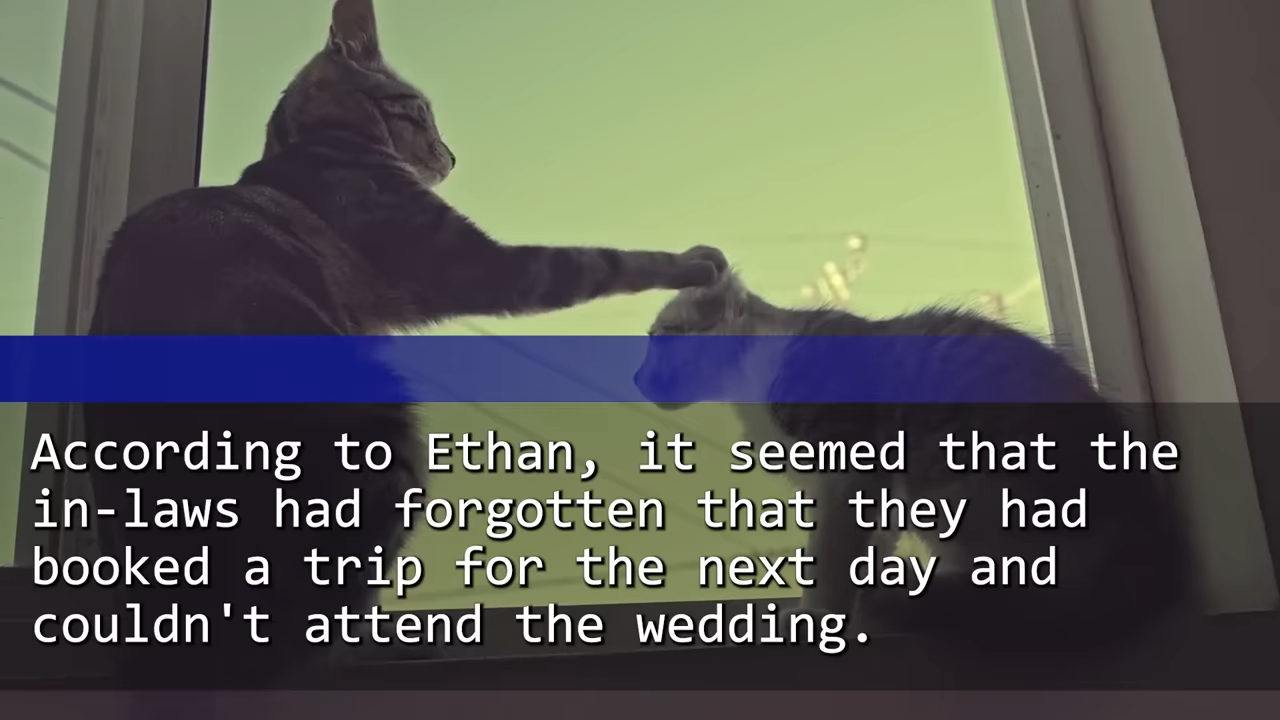 According to Ethan, it seemed that the
in-laws had forgotten that they had
booked a trip for the next day and
couldn't attend the wedding.